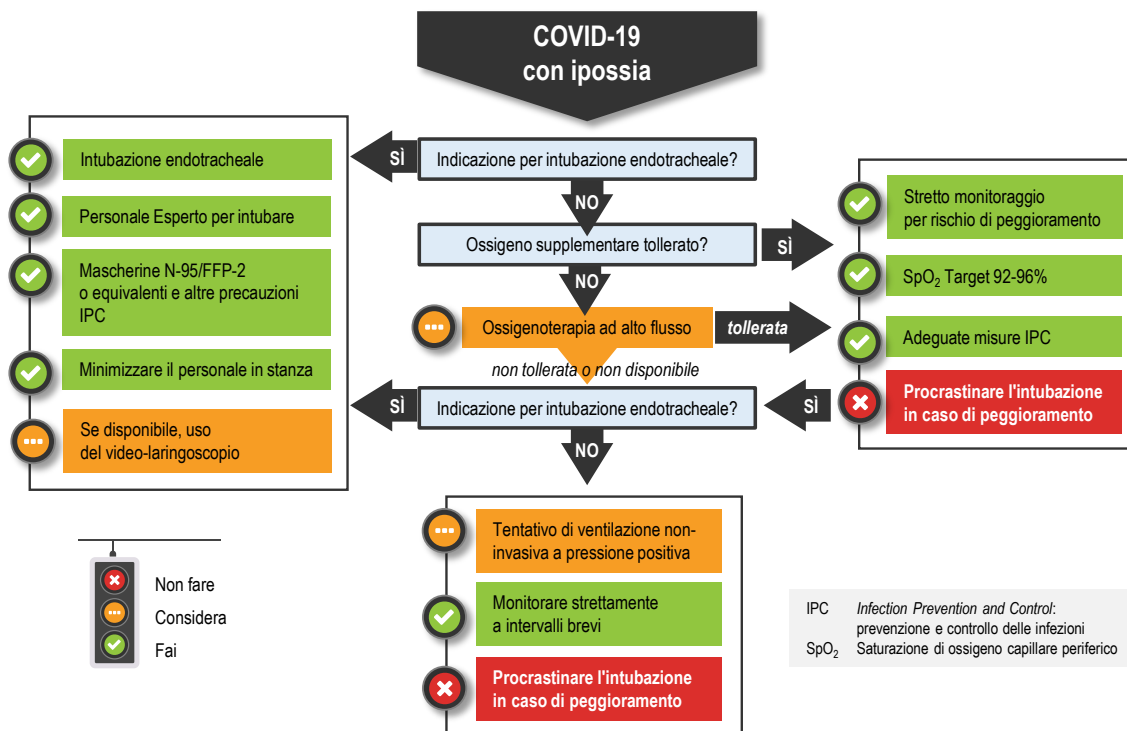 COVID-19
con ipossia
SÌ
Indicazione per intubazione endotracheale?
NO
Ossigeno supplementare tollerato?
SÌ
NO
Ossigenoterapia ad alto flusso
tollerata
non tollerata o non disponibile
SÌ
Indicazione per intubazione endotracheale?
SÌ
NO
Intubazione endotracheale
Personale Esperto per intubare
Mascherine N-95/FFP-2
o equivalenti e altre precauzioni
IPC
Minimizzare il personale in stanza
Se disponibile, uso
del video-laringoscopio
Stretto monitoraggio
per rischio di peggioramento
SpO₂ Target 92-96%
Adeguate misure IPC
Procrastinare l'intubazione
in caso di peggioramento
Tentativo di ventilazione non-
invasiva a pressione positiva
Monitorare strettamente
a intervalli brevi
Procrastinare l'intubazione
in caso di peggioramento
Non fare
Considera
Fai
IPC Infection Prevention and Control:
prevenzione e controllo delle infezioni
SpO₂ Saturazione di ossigeno capillare periferico